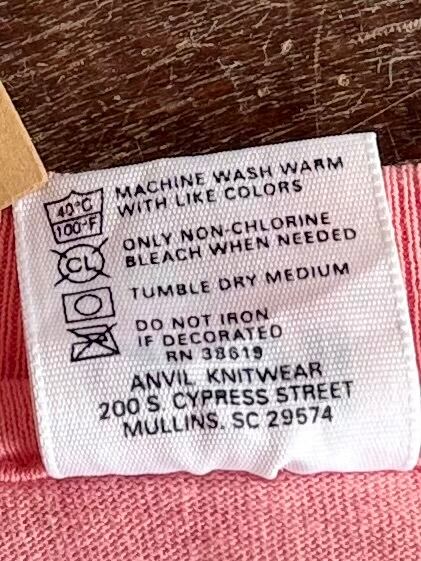 40°C
100°F
MACHINE WASH WARM
WITH LIKE COLORS
CL
ONLY NON-CHLORINE
BLEACH WHEN NEEDED
TUMBLE DRY MEDIUM
DO NOT IRON
IF DECORATED
RN 38619
ANVIL KNITWEAR
200 S. CYPRESS STREET
MULLINS, SC 29574